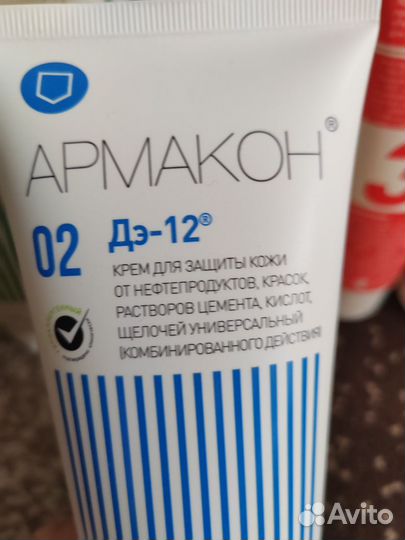 АРМАКОН®
02
Дэ-12®
КРЕМ ДЛЯ ЗАЩИТЫ КОЖИ
ОТ НЕФТЕПРОДУКТОВ, КРАСОК,
РАСТВОРОВ ЦЕМЕНТА, КИСЛОТ,
ЩЕЛОЧЕЙ УНИВЕРСАЛЬНЫЙ
(КОМБИНИРОВАННОГО ДЕЙСТВИЯ)
3
Avito